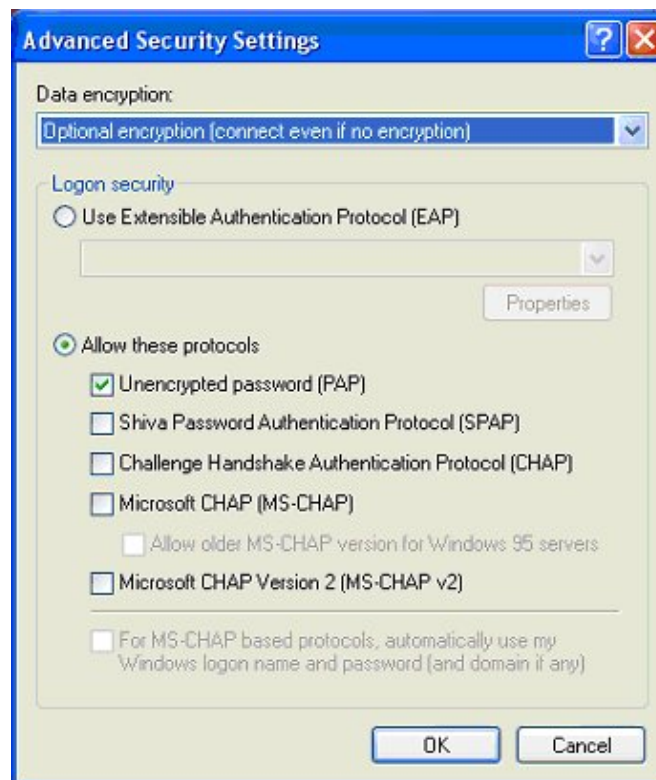 Advanced Security Settings
Data encryption:
Optional encryption (connect even if no encryption)
Logon security
Use Extensible Authentication Protocol (EAP)
Properties
Allow these protocols
Unencrypted password (PAP)
Shiva Password Authentication Protocol (SPAP)
Challenge Handshake Authentication Protocol (CHAP)
Microsoft CHAP (MS-CHAP)
Allow older MS-CHAP version for Windows 95 servers
Microsoft CHAP Version 2 (MS-CHAP v2)
For MS-CHAP based protocols, automatically use my
Windows logon name and password (and domain if any)
OK Cancel